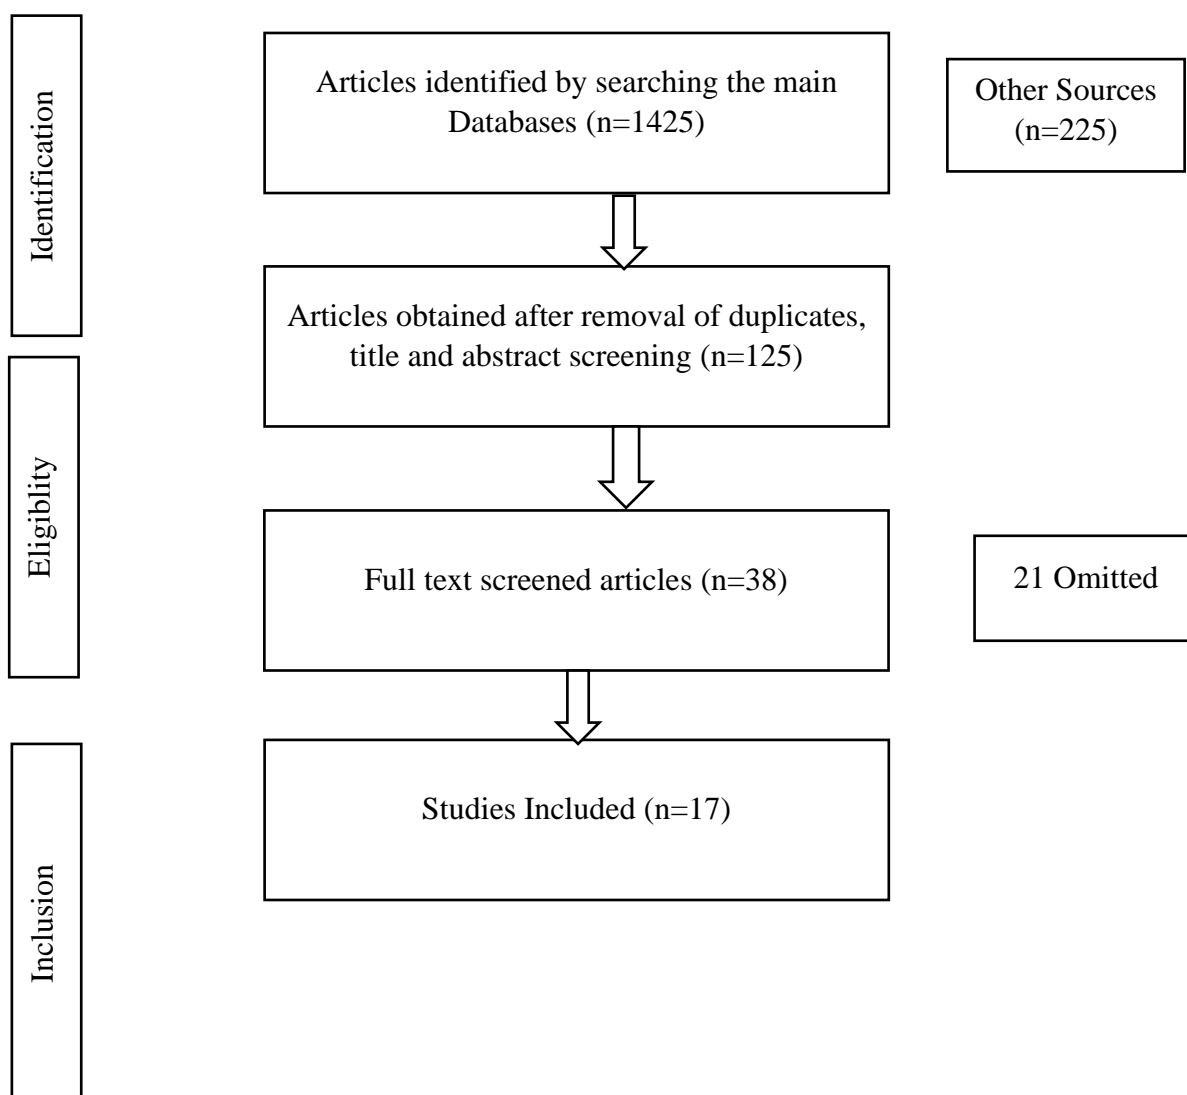 Identification
Articles identified by searching the main
Databases (n=1425)
Other Sources
(n=225)
Articles obtained after removal of duplicates,
title and abstract screening (n=125)
Eligiblity
Full text screened articles (n=38)
21 Omitted
Inclusion
Studies Included (n=17)